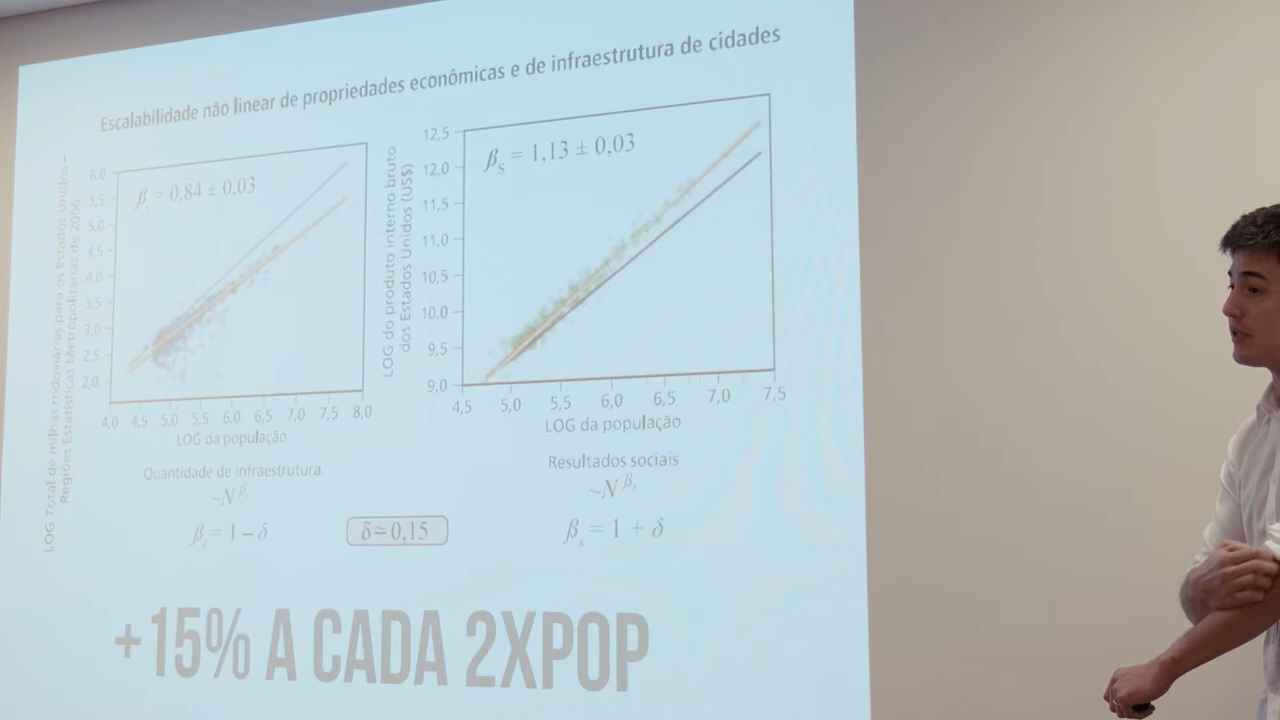 Escalabilidade não linear de propriedades econômicas e de infraestrutura de cidades
LOG Total de milhas rodoviárias para os Estados Unidos –
Regiões Estatísticas Metropolitanas de 2006
6,0
5,5
5,0
4,5
4,0
3,5
3,0
2,5
2,0
βi = 0,84 ± 0,03
4,0 4,5 5,0 5,5 6,0 6,5 7,0 7,5 8,0
LOG da população
Quantidade de infraestrutura
~N βi
βi = 1 – δ
δ≃0,15
LOG do produto interno bruto
dos Estados Unidos (US$)
12,5
12,0
11,5
11,0
10,5
10,0
9,5
9,0
βs = 1,13 ± 0,03
4,5 5,0 5,5 6,0 6,5 7,0 7,5
LOG da população
Resultados sociais
~N βs
βs = 1 + δ
+15% A CADA 2XPOP